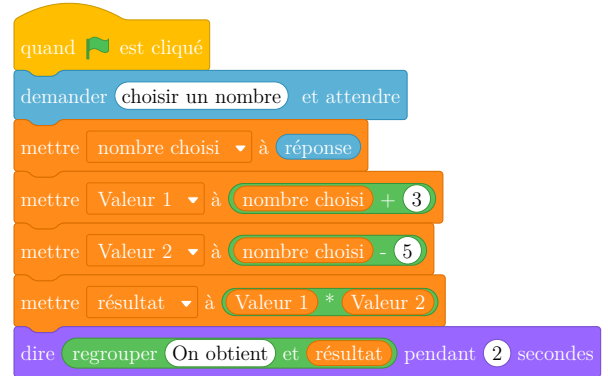 quand est cliqué
demander choisir un nombre et attendre
mettre nombre choisi à réponse
mettre Valeur 1 à nombre choisi + 3
mettre Valeur 2 à nombre choisi - 5
mettre résultat à Valeur 1 * Valeur 2
dire regrouper On obtient et résultat pendant 2 secondes